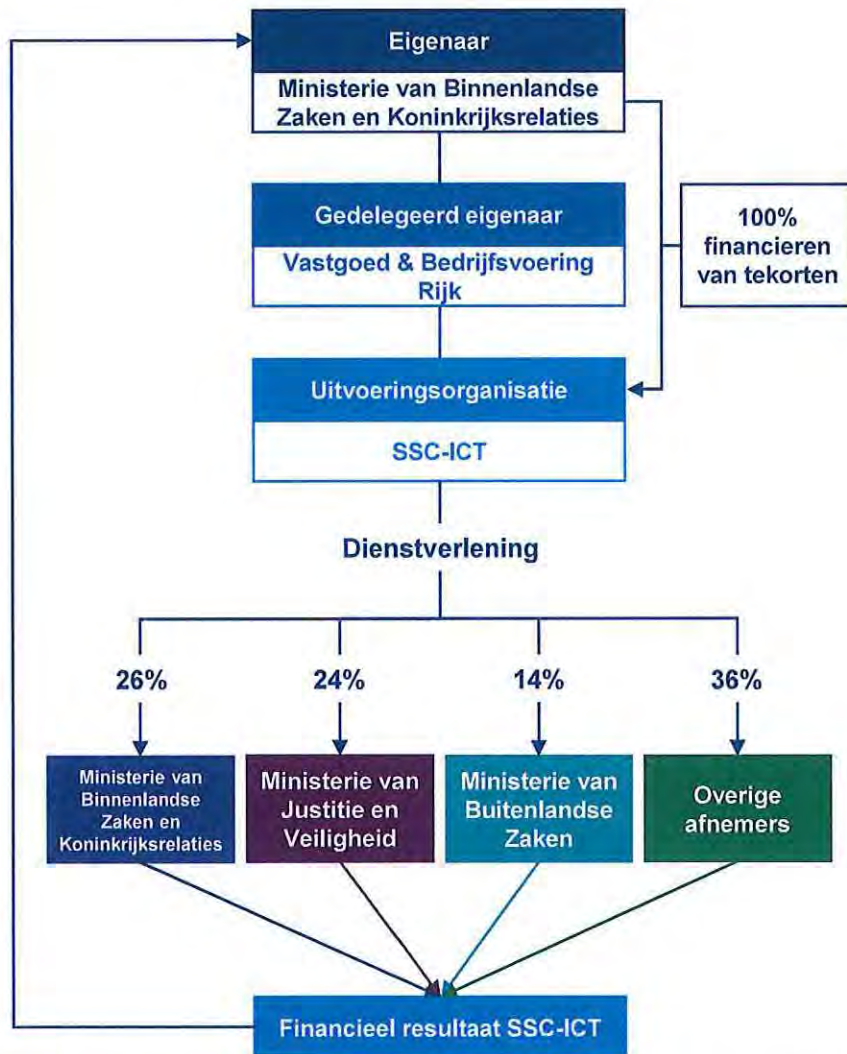 Eigenaar
Ministerie van Binnenlandse
Zaken en Koninkrijksrelaties
Gedelegeerd eigenaar
Vastgoed & Bedrijfsvoering
Rijk
100%
financieren
van tekorten
Uitvoeringsorganisatie
SSC-ICT
Dienstverlening
26%
24%
14%
36%
Ministerie van
Binnenlandse
Zaken en
Koninkrijksrelaties
Ministerie van
Justitie en
Veiligheid
Ministerie van
Buitenlandse
Zaken
Overige
afnemers
Financieel resultaat SSC-ICT